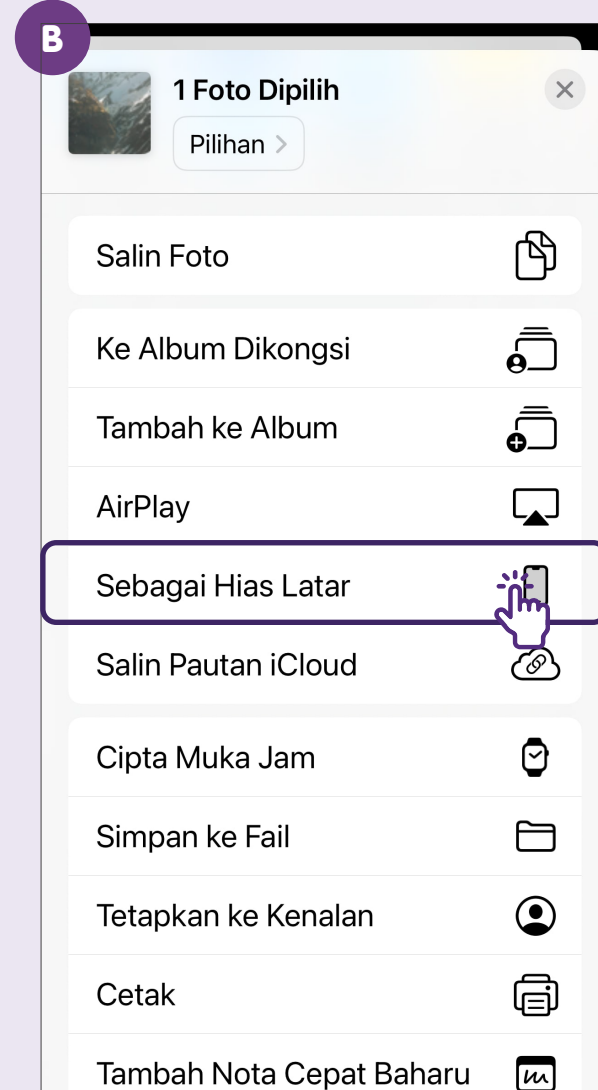 B
1 Foto Dipilih
Pilihan
Salin Foto
Ke Album Dikongsi
Tambah ke Album
AirPlay
Sebagai Hias Latar
Salin Pautan iCloud
Cipta Muka Jam
Simpan ke Fail
Tetapkan ke Kenalan
Cetak
Tambah Nota Cepat Baharu